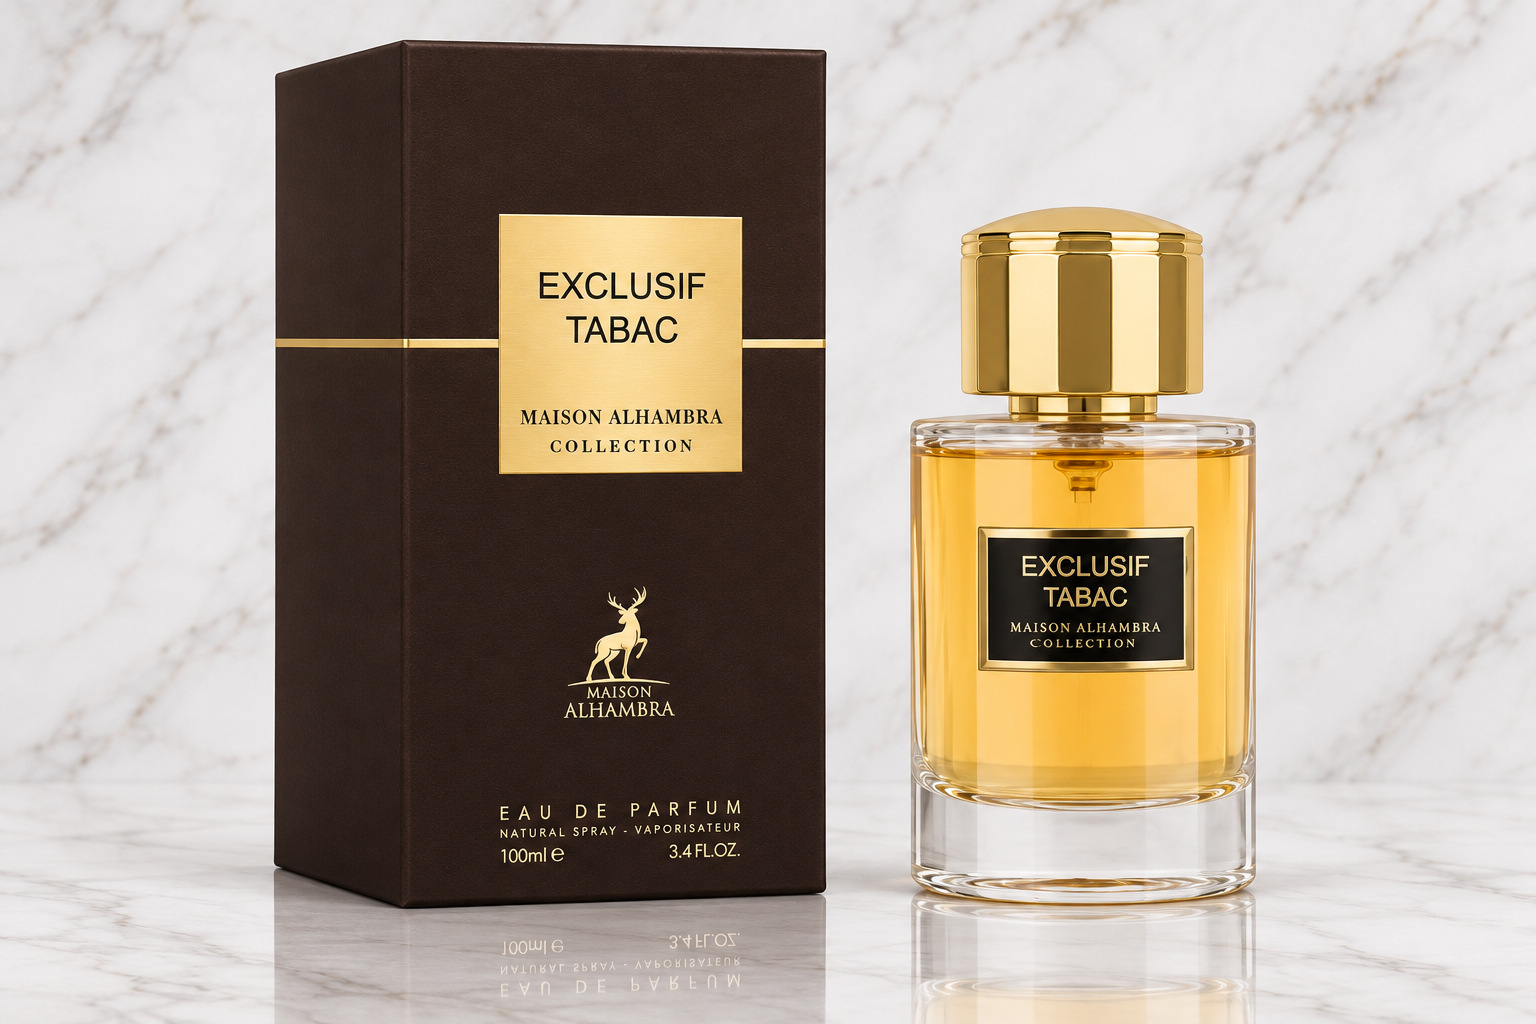 EXCLUSIF
TABAC
MAISON ALHAMBRA
COLLECTION
MAISON
ALHAMBRA
EAU DE PARFUM
NATURAL SPRAY - VAPORISATEUR
100ml ℮
3.4 FL.OZ.
EXCLUSIF
TABAC
MAISON ALHAMBRA
COLLECTION